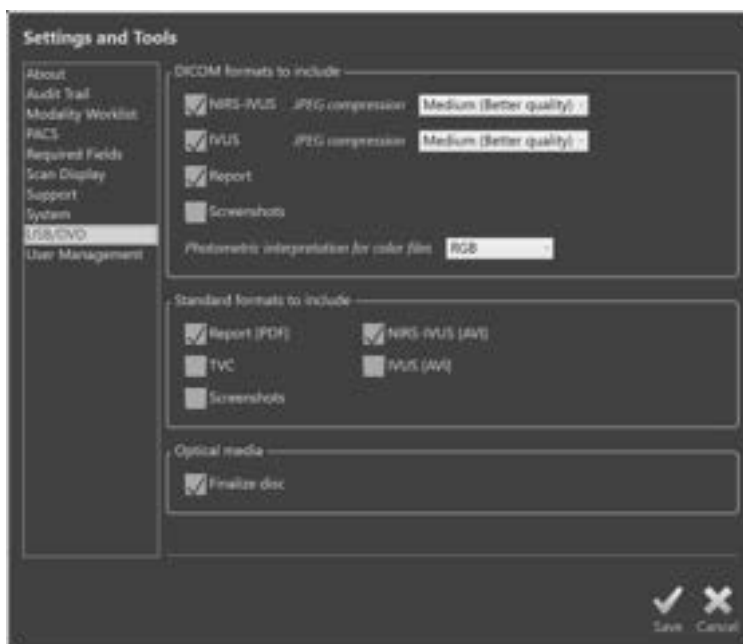 Settings and Tools
About
Audit Trail
Modality Worklist
PACS
Required Fields
Scan Display
Support
System
USB/DVD
User Management
DICOM formats to include
NIRS-IVUS JPEG compression Medium (Better quality)
IVUS JPEG compression Medium (Better quality)
Report
Screenshots
Photometric interpretation for color files RGB
Standard formats to include
Report (PDF) NIRS-IVUS (AVI)
TVC IVUS (AVI)
Screenshots
Optical media
Finalize disc
Save Cancel